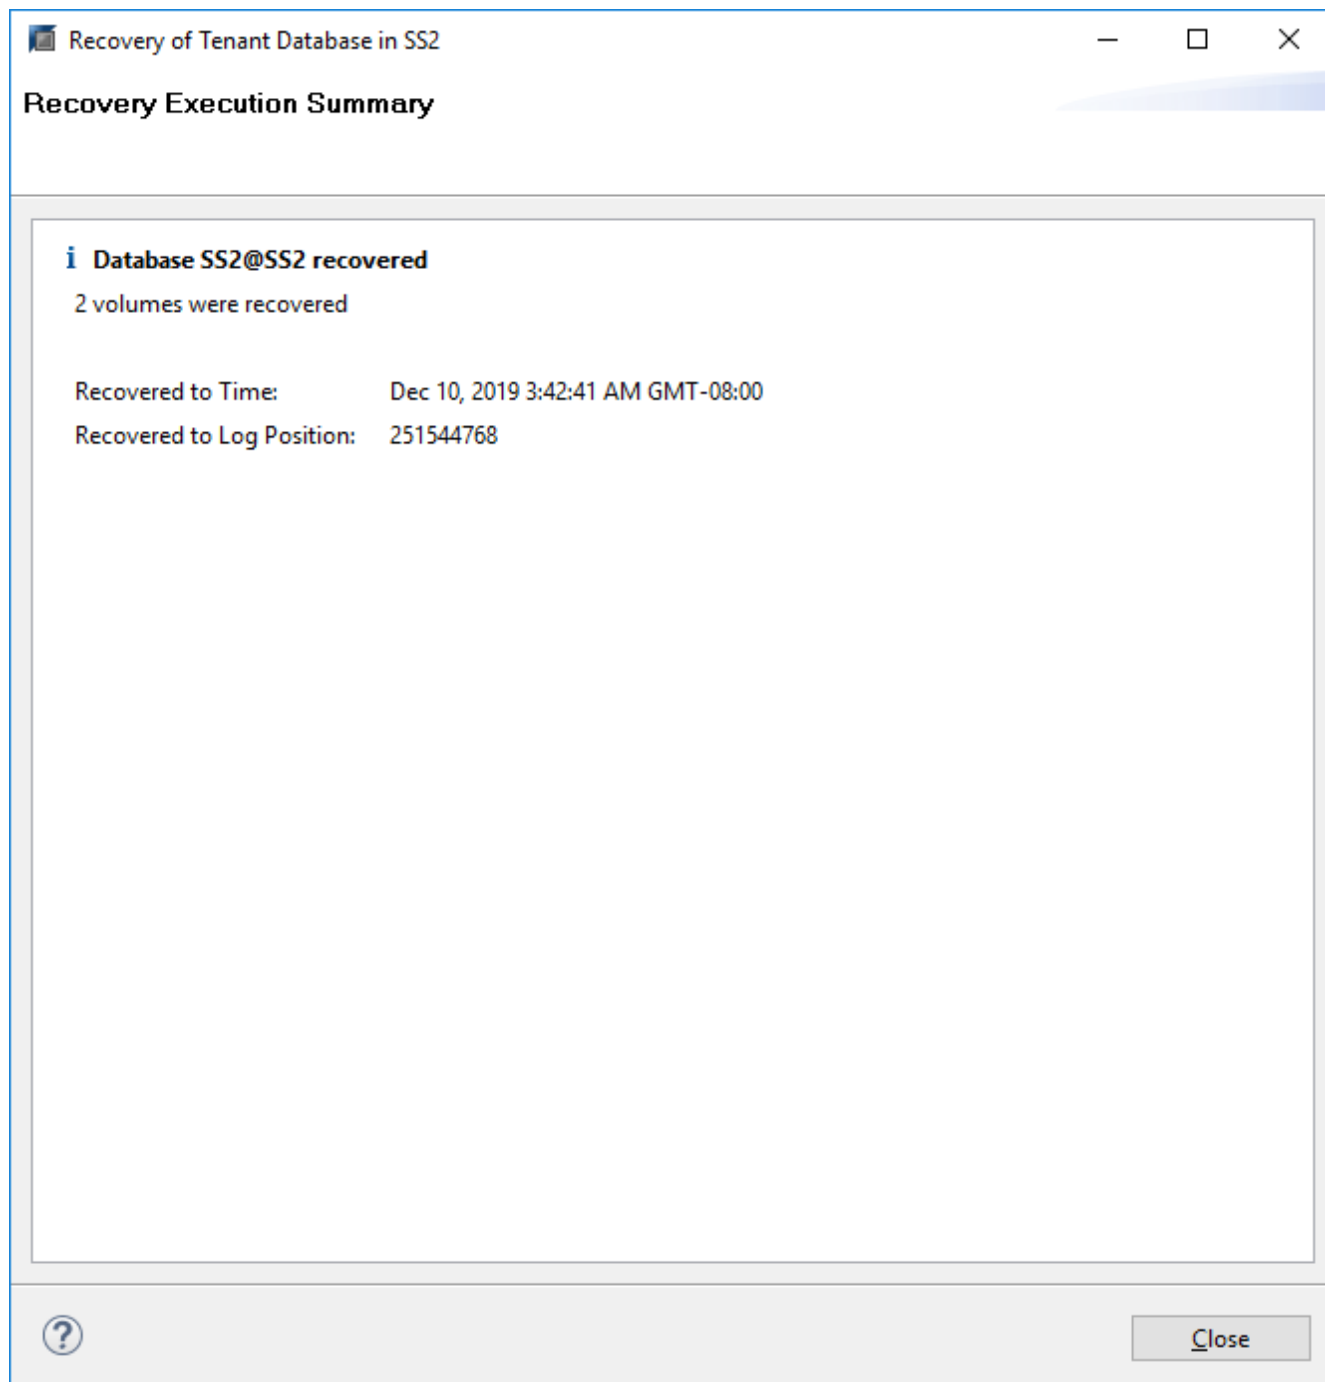 Recovery of Tenant Database in SS2
Recovery Execution Summary
i Database SS2@SS2 recovered
2 volumes were recovered
Recovered to Time: Dec 10, 2019 3:42:41 AM GMT-08:00
Recovered to Log Position: 251544768
?
Close